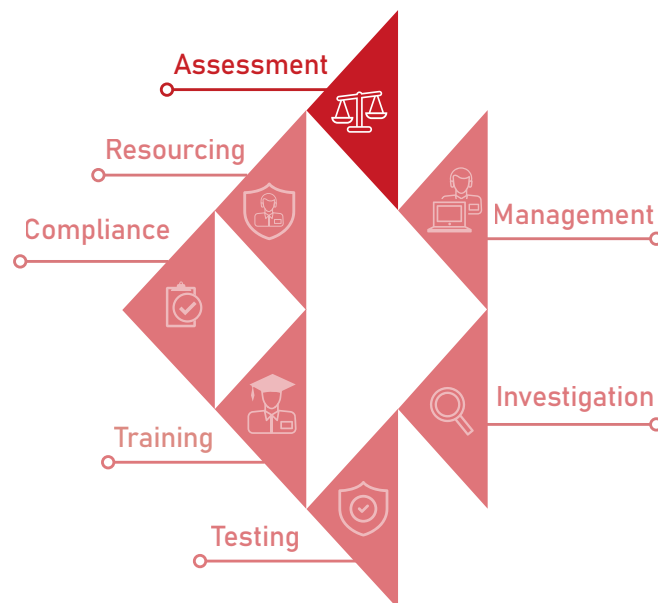 Assessment
Resourcing
Compliance
Management
Investigation
Training
Testing